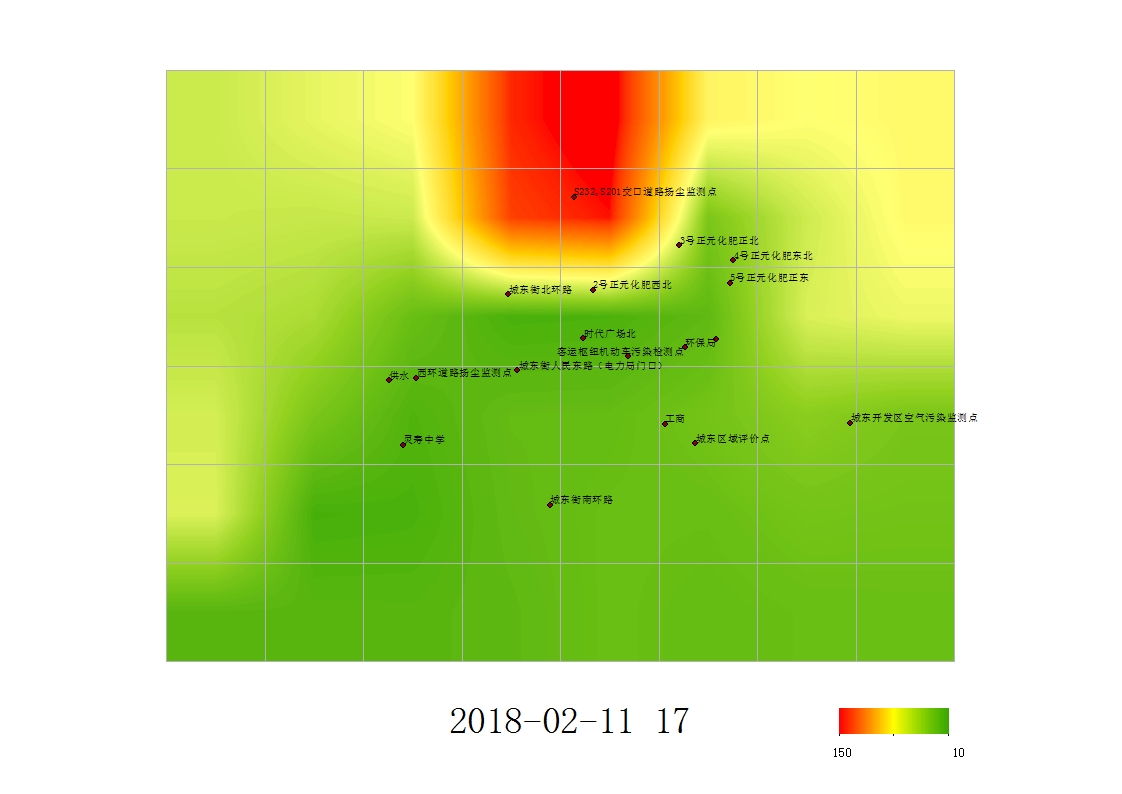 S232,S201交口道路扬尘监测点
3号正元化肥正北
4号正元化肥东北
5号正元化肥正东
2号正元化肥西北
城东街北环路
时代广场北
环保局
客运枢纽机动车污染检测点
城东街人民东路（电力局门口）
供水
西环道路扬尘监测点
工商
城东开发区空气污染监测点
灵寿中学
城东区域评价点
城东街南环路
2018-02-11 17
150
10